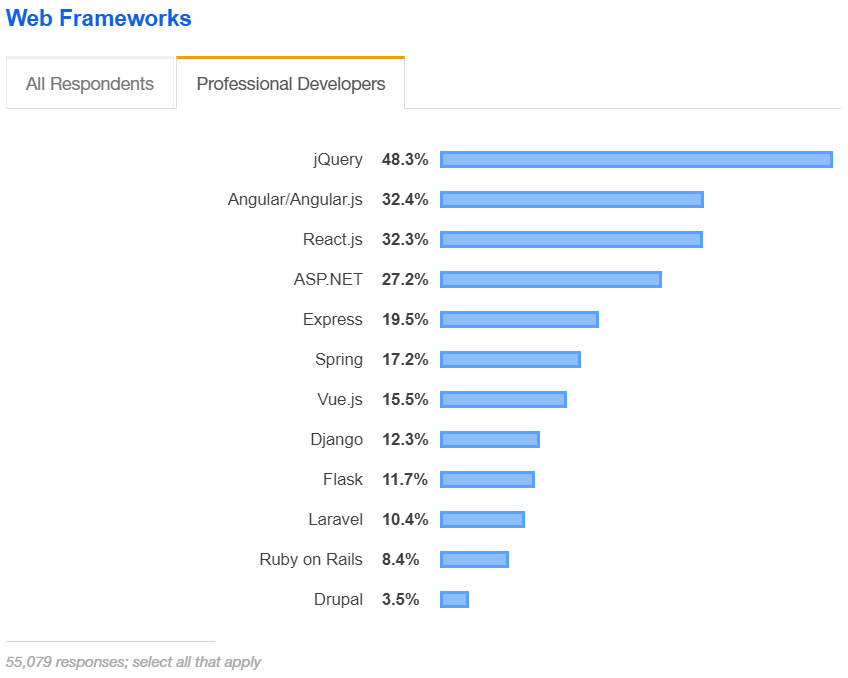 Web Frameworks
All Respondents Professional Developers
jQuery 48.3%
Angular/Angular.js 32.4%
React.js 32.3%
ASP.NET 27.2%
Express 19.5%
Spring 17.2%
Vue.js 15.5%
Django 12.3%
Flask 11.7%
Laravel 10.4%
Ruby on Rails 8.4%
Drupal 3.5%
55,079 responses; select all that apply